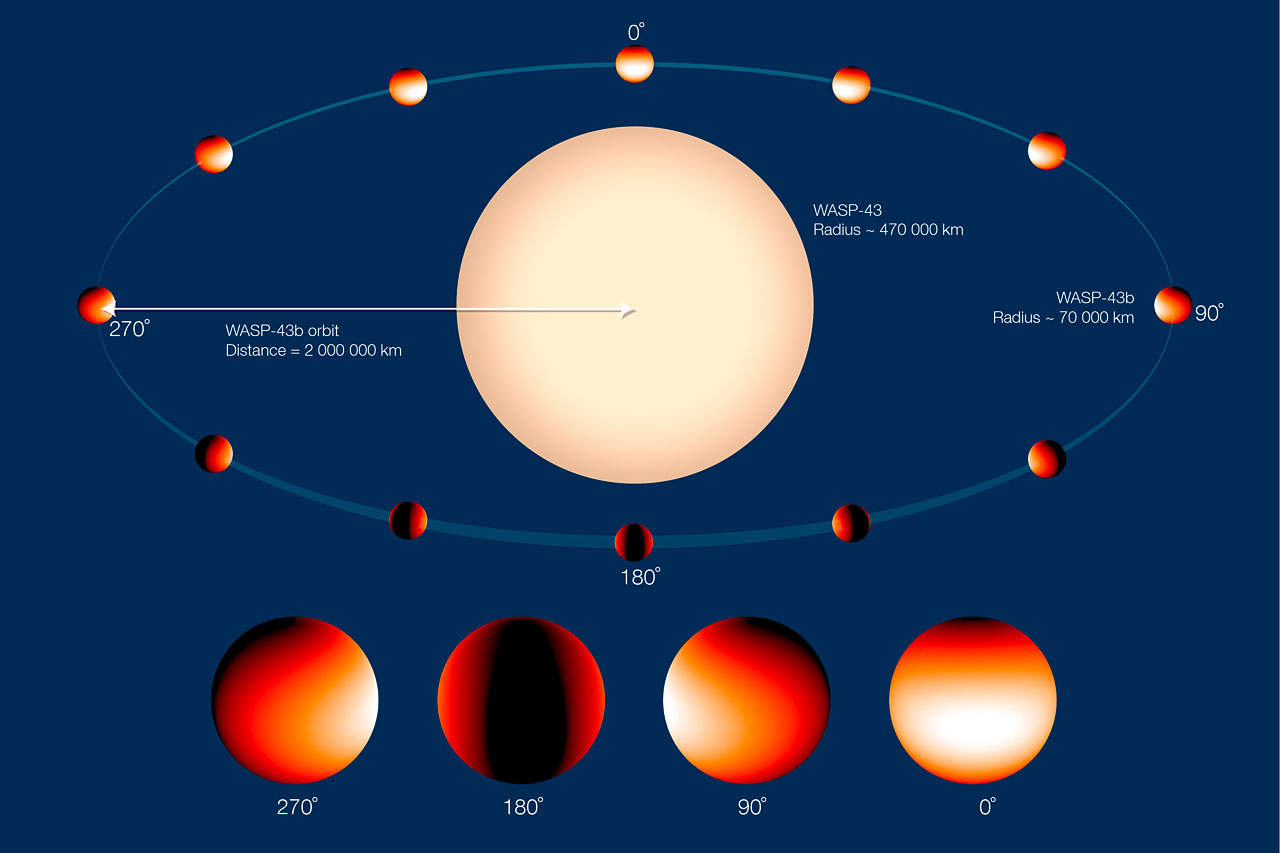 0°
WASP-43
Radius ~ 470 000 km
WASP-43b
Radius ~ 70 000 km
90°
270°
WASP-43b orbit
Distance = 2 000 000 km
180°
270°
180°
90°
0°